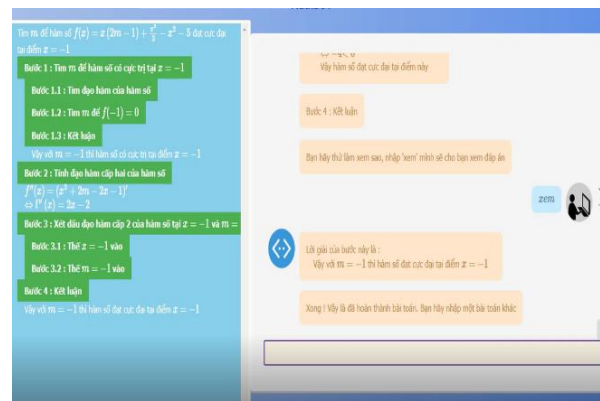 Tìm m để hàm số f(x) = x(2m − 1) + x³/3 − x² − 5 đạt cực đại
tại điểm x = −1
Bước 1 : Tìm m để hàm số có cực trị tại x = −1
Bước 1.1 : Tìm đạo hàm của hàm số
Bước 1.2 : Tìm m để f(−1) = 0
Bước 1.3 : Kết luận
Vậy với m = −1 thì hàm số có cực trị tại điểm x = −1
Bước 2 : Tính đạo hàm cấp hai của hàm số
f''(x) = (x² + 2m − 2x − 1)'
⇔ f''(x) = 2x − 2
Bước 3 : Xét dấu đạo hàm cấp 2 của hàm số tại x = −1 và m =
Bước 3.1 : Thế x = −1 vào
Bước 3.2 : Thế m = −1 vào
Bước 4 : Kết luận
Vậy với m = −1 thì hàm số đạt cực đại tại điểm x = −1
Vậy hàm số đạt cực đại tại điểm này
Bước 4 : Kết luận
Bạn hãy thử làm xem sao, nhập 'xem' mình sẽ cho bạn xem đáp án
xem
Lời giải của bước này là :
Vậy với m = −1 thì hàm số đạt cực đại tại điểm x = −1
Xong ! Vậy là đã hoàn thành bài toán. Bạn hãy nhập một bài toán khác